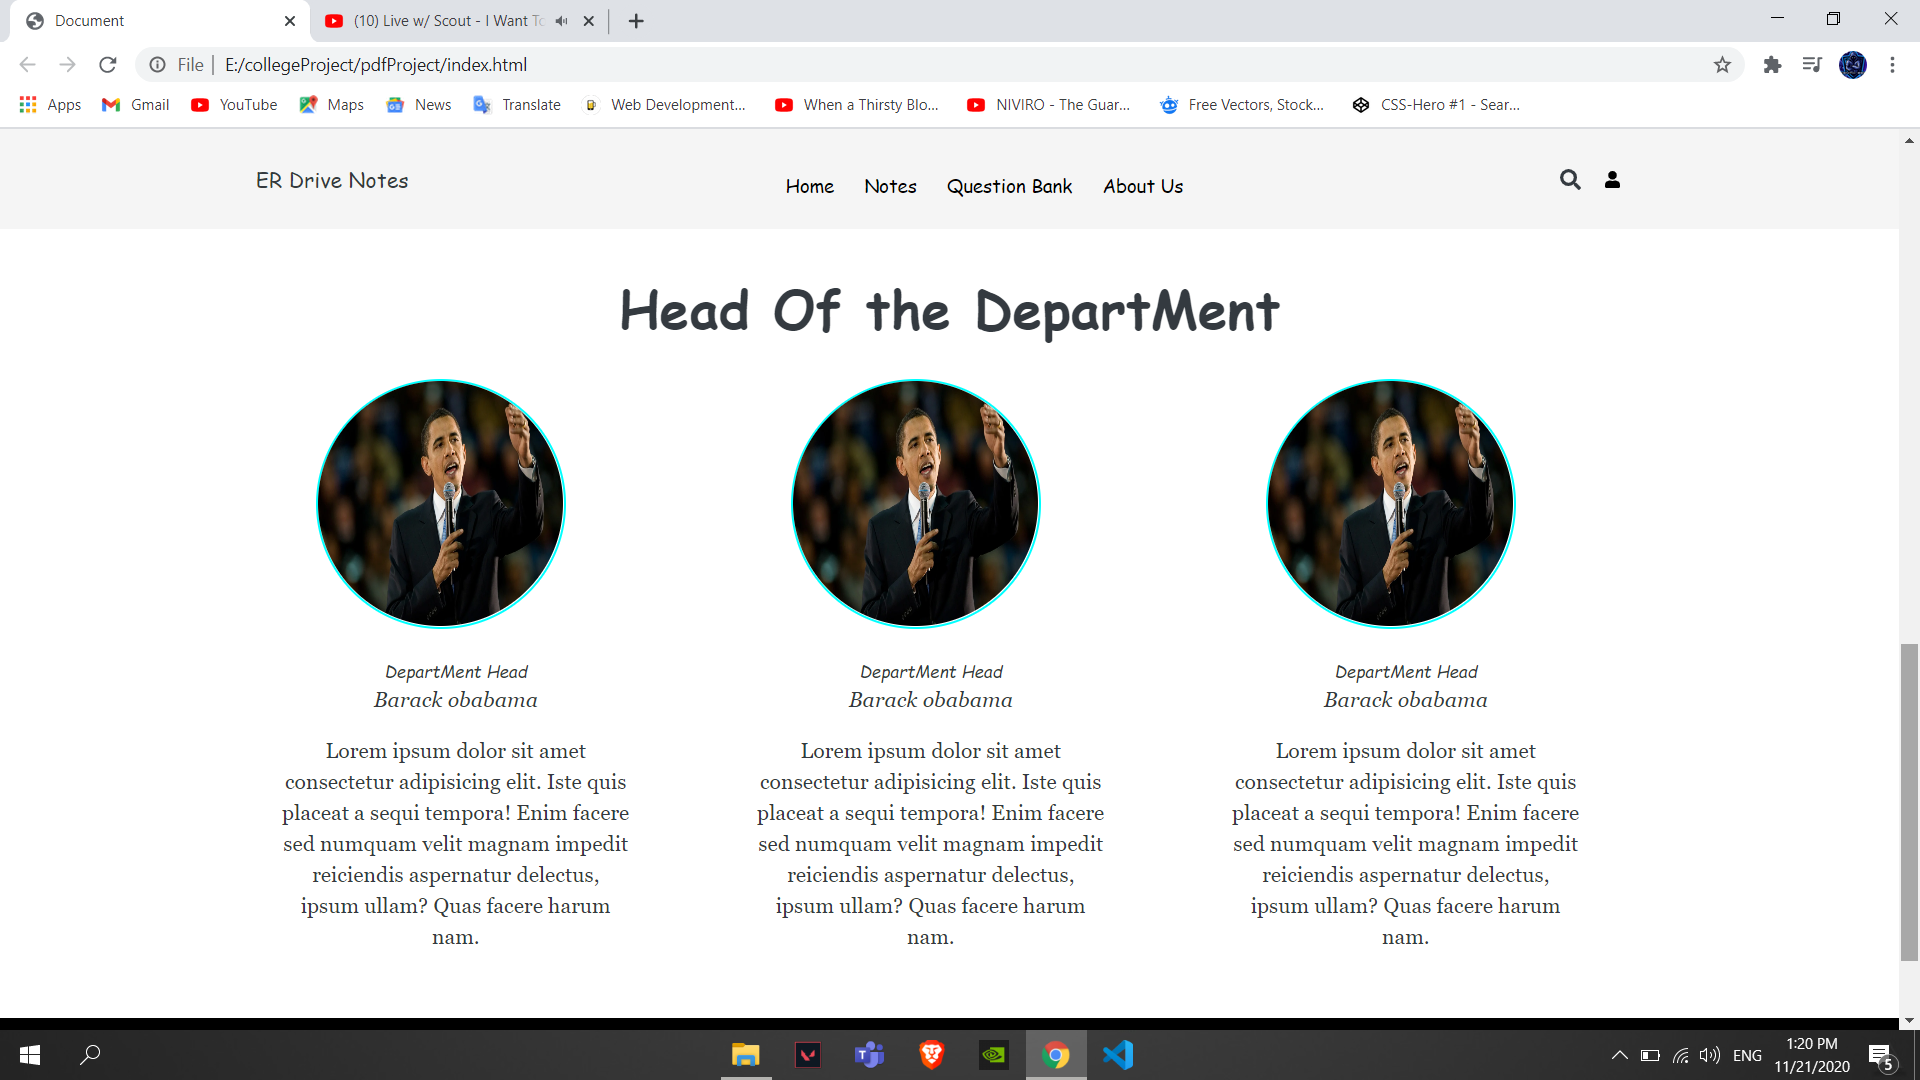 Document
(10) Live w/ Scout - I Want To
File
E:/collegeProject/pdfProject/index.html
Apps
Gmail
YouTube
Maps
News
Translate
Web Development...
When a Thirsty Blo...
NIVIRO - The Guar...
Free Vectors, Stock...
CSS-Hero #1 - Sear...
ER Drive Notes
Home
Notes
Question Bank
About Us
Head Of the DepartMent
DepartMent Head
Barack obabama
Lorem ipsum dolor sit amet
consectetur adipisicing elit. Iste quis
placeat a sequi tempora! Enim facere
sed numquam velit magnam impedit
reiciendis aspernatur delectus,
ipsum ullam? Quas facere harum
nam.
DepartMent Head
Barack obabama
Lorem ipsum dolor sit amet
consectetur adipisicing elit. Iste quis
placeat a sequi tempora! Enim facere
sed numquam velit magnam impedit
reiciendis aspernatur delectus,
ipsum ullam? Quas facere harum
nam.
DepartMent Head
Barack obabama
Lorem ipsum dolor sit amet
consectetur adipisicing elit. Iste quis
placeat a sequi tempora! Enim facere
sed numquam velit magnam impedit
reiciendis aspernatur delectus,
ipsum ullam? Quas facere harum
nam.
ENG
1:20 PM
11/21/2020
5